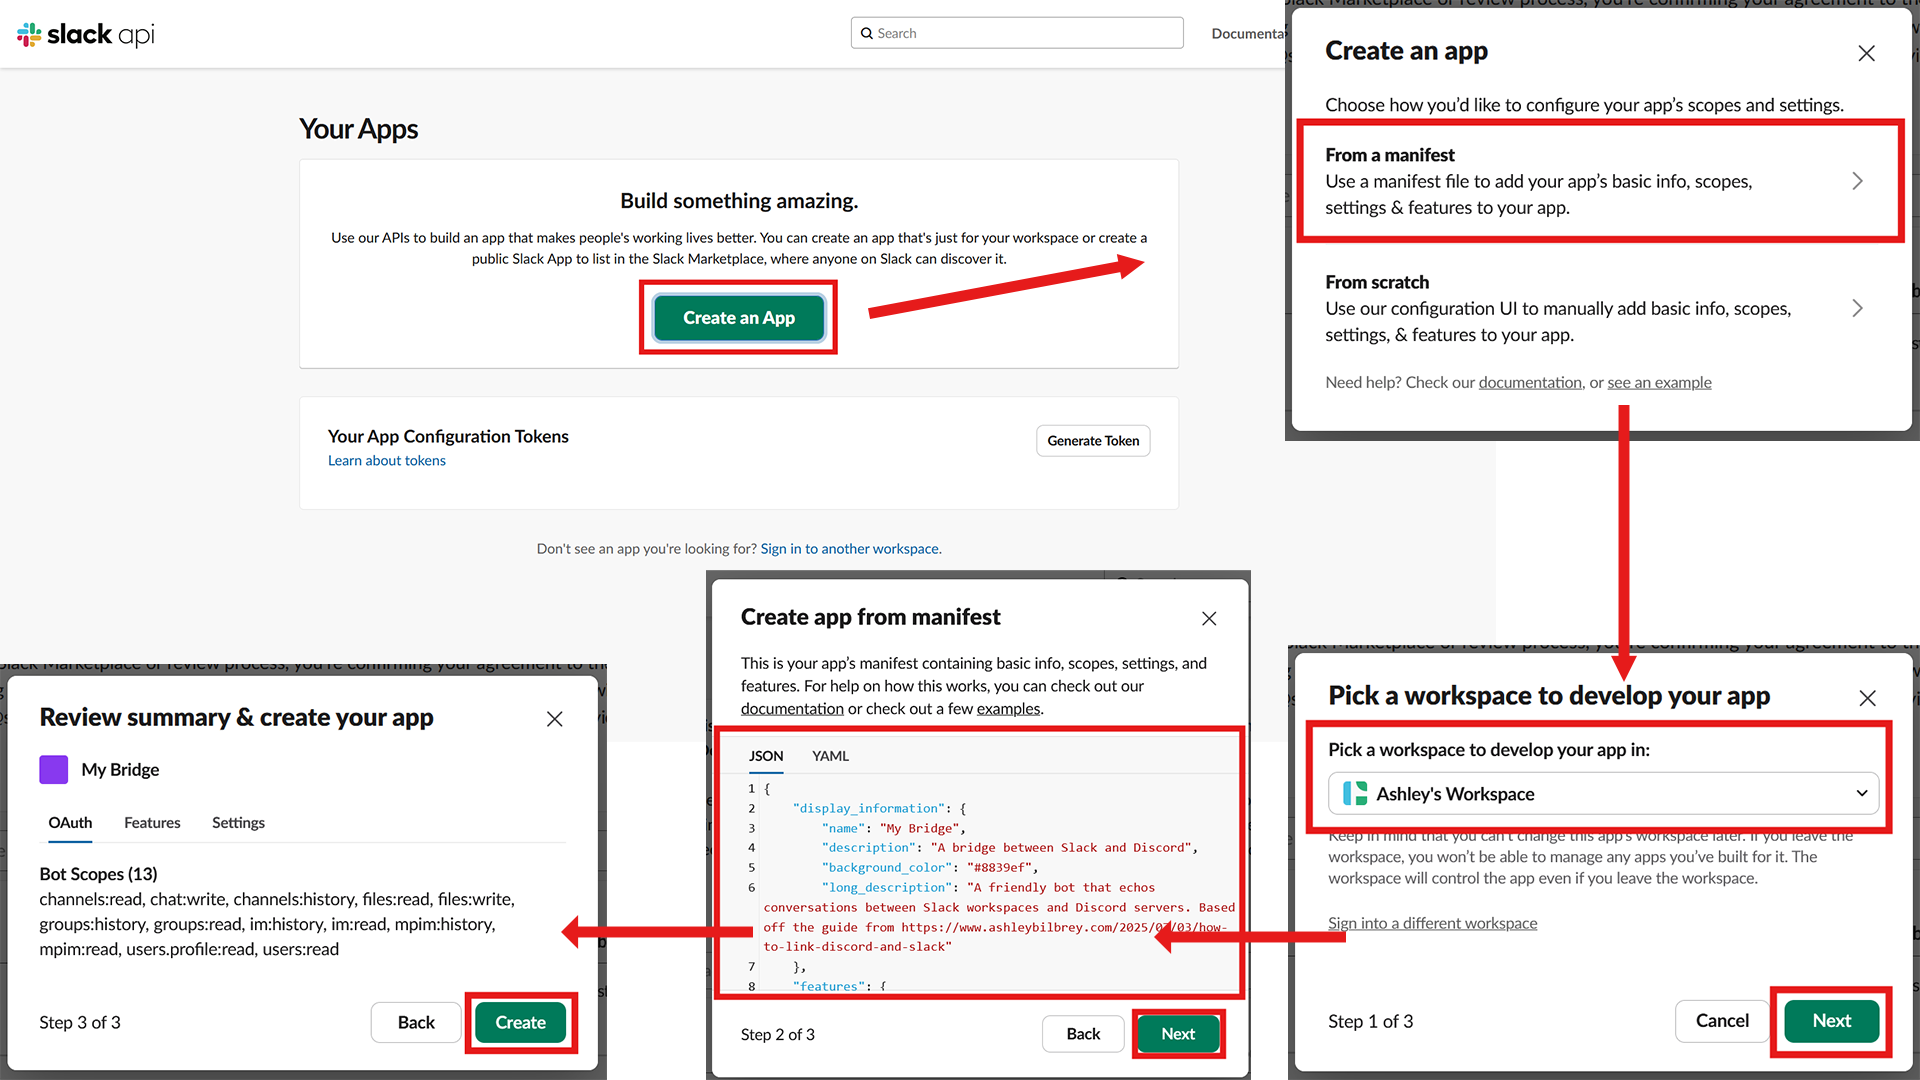 slack api
Search
Documenta
Your Apps
Build something amazing.
Use our APIs to build an app that makes people's working lives better. You can create an app that's just for your workspace or create a
public Slack App to list in the Slack Marketplace, where anyone on Slack can discover it.
Create an App
Your App Configuration Tokens
Learn about tokens
Generate Token
Don't see an app you're looking for? Sign in to another workspace.
Create an app
Choose how you'd like to configure your app's scopes and settings.
From a manifest
Use a manifest file to add your app's basic info, scopes,
settings & features to your app.
From scratch
Use our configuration UI to manually add basic info, scopes,
settings, & features to your app.
Need help? Check our documentation, or see an example
Pick a workspace to develop your app
Pick a workspace to develop your app in:
Ashley's Workspace
Keep in mind that you can't change this app's workspace later. If you leave the
workspace, you won't be able to manage any apps you've built for it. The
workspace will control the app even if you leave the workspace.
Sign into a different workspace
Step 1 of 3
Cancel
Next
Create app from manifest
This is your app's manifest containing basic info, scopes, settings, and
features. For help on how this works, you can check out our
documentation or check out a few examples.
JSON YAML
1 {
2 "display_information": {
3 "name": "My Bridge",
4 "description": "A bridge between Slack and Discord",
5 "background_color": "#8839ef",
6 "long_description": "A friendly bot that echos
conversations between Slack workspaces and Discord servers. Based
off the guide from https://www.ashleybilbrey.com/2025/03/how-
to-link-discord-and-slack"
7 },
8 "features": {
Step 2 of 3
Back
Next
Review summary & create your app
My Bridge
OAuth Features Settings
Bot Scopes (13)
channels:read, chat:write, channels:history, files:read, files:write,
groups:history, groups:read, im:history, im:read, mpim:history,
mpim:read, users.profile:read, users:read
Step 3 of 3
Back
Create